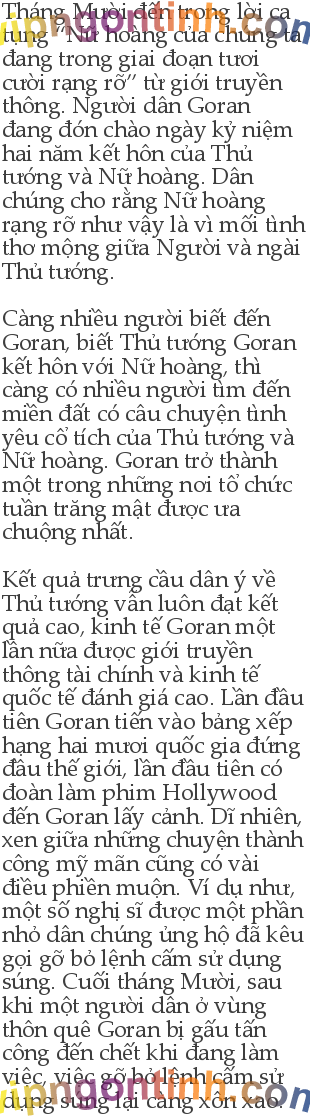 Tháng Mười đến trong lời ca
tụng “Nữ hoàng của chúng ta
đang trong giai đoạn tươi
cười rạng rỡ” từ giới truyền
thông. Người dân Goran
đang đón chào ngày kỷ niệm
hai năm kết hôn của Thủ
tướng và Nữ hoàng. Dân
chúng cho rằng Nữ hoàng
rạng rỡ như vậy là vì mối tình
thơ mộng giữa Người và ngài
Thủ tướng.

Càng nhiều người biết đến
Goran, biết Thủ tướng Goran
kết hôn với Nữ hoàng, thì
càng có nhiều người tìm đến
miền đất có câu chuyện tình
yêu cổ tích của Thủ tướng và
Nữ hoàng. Goran trở thành
một trong những nơi tổ chức
tuần trăng mật được ưa
chuộng nhất.

Kết quả trưng cầu dân ý về
Thủ tướng vẫn luôn đạt kết
quả cao, kinh tế Goran một
lần nữa được giới truyền
thông tài chính và kinh tế
quốc tế đánh giá cao. Lần đầu
tiên Goran tiến vào bảng xếp
hạng hai mươi quốc gia đứng
đầu thế giới, lần đầu tiên có
đoàn làm phim Hollywood
đến Goran lấy cảnh. Dĩ nhiên,
xen giữa những chuyện thành
công mỹ mãn cũng có vài
điều phiền muộn. Ví dụ như,
một số nghị sĩ được một phần
nhỏ dân chúng ủng hộ đã kêu
gọi gỡ bỏ lệnh cấm sử dụng
súng. Cuối tháng Mười, sau
khi một người dân ở vùng
thôn quê Goran bị gấu tấn
công đến chết khi đang làm
việc, việc gỡ bỏ lệnh cấm sử
dụng súng lại càng xôn xao.
vipngontinh.com
vipngontinh.com